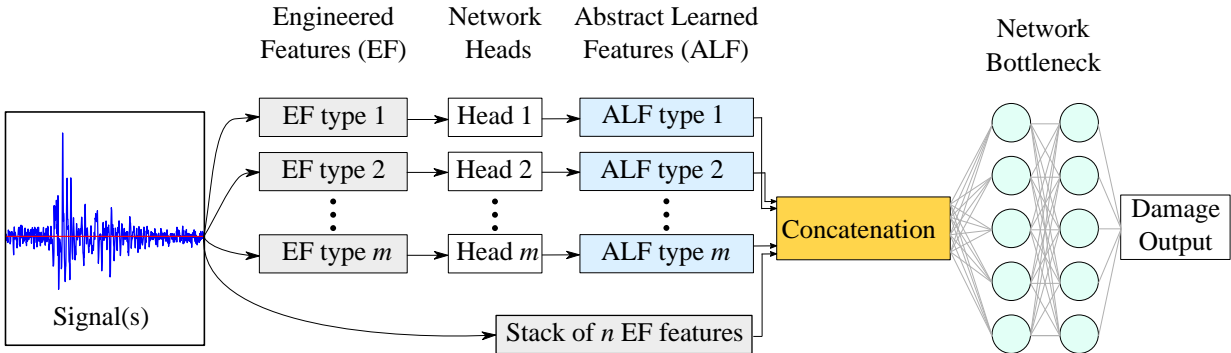 Engineered
Features (EF)
Network
Heads
Abstract Learned
Features (ALF)
Network
Bottleneck
EF type 1
Head 1
ALF type 1
EF type 2
Head 2
ALF type 2
EF type m
Head m
ALF type m
Concatenation
Damage
Output
Signal(s)
Stack of n EF features